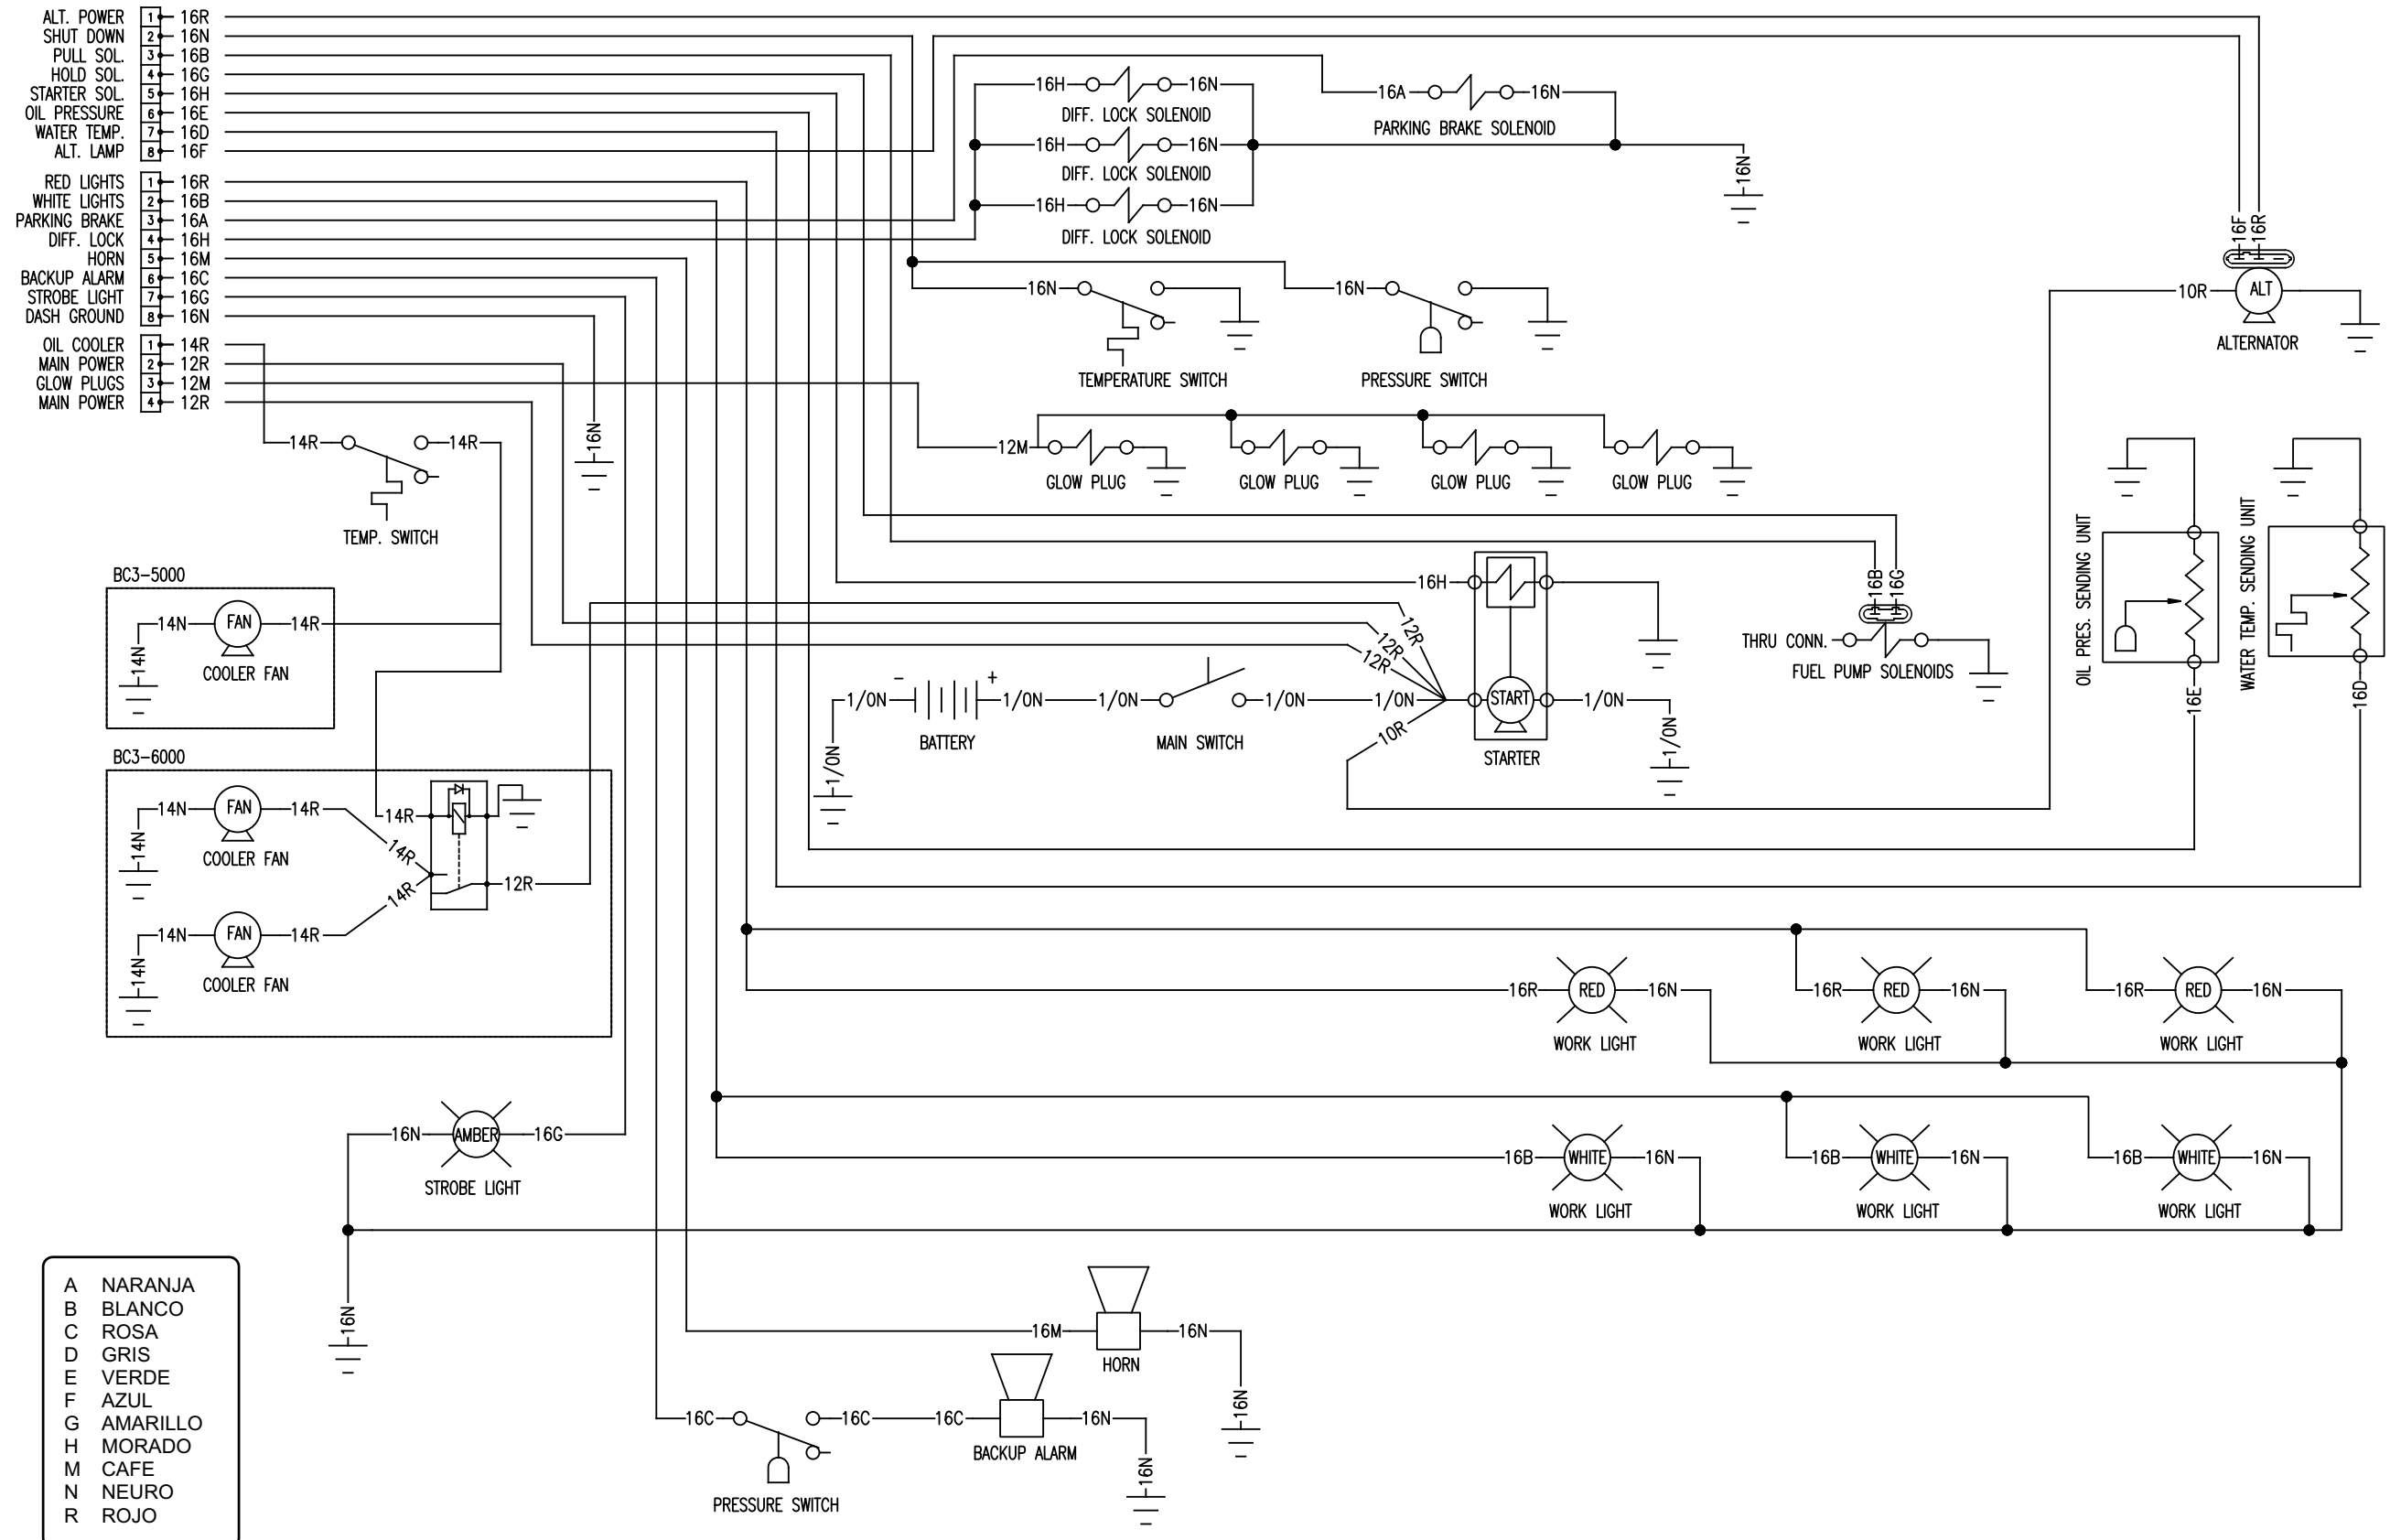 ALT. POWER 1 16R
SHUT DOWN 2 16N
PULL SOL. 3 16B
HOLD SOL. 4 16G
STARTER SOL. 5 16H
OIL PRESSURE 6 16E
WATER TEMP. 7 16D
ALT. LAMP 8 16F
RED LIGHTS 1 16R
WHITE LIGHTS 2 16B
PARKING BRAKE 3 16A
DIFF. LOCK 4 16H
HORN 5 16M
BACKUP ALARM 6 16C
STROBE LIGHT 7 16G
DASH GROUND 8 16N
OIL COOLER 1 14R
MAIN POWER 2 12R
GLOW PLUGS 3 12M
MAIN POWER 4 12R
16H 16N
DIFF. LOCK SOLENOID
16H 16N
DIFF. LOCK SOLENOID
16H 16N
DIFF. LOCK SOLENOID
16A 16N
PARKING BRAKE SOLENOID
16N
16F 16R
10R ALT
ALTERNATOR
16N
TEMPERATURE SWITCH
16N
PRESSURE SWITCH
14R 14R
TEMP. SWITCH
16N
12M
GLOW PLUG GLOW PLUG GLOW PLUG GLOW PLUG
BC3-5000
14N FAN 14R
14N
COOLER FAN
BC3-6000
14N FAN 14R
14N
COOLER FAN
14R
14R
14R
12R
14N FAN 14R
14N
COOLER FAN
16H
12R
12R
12R
1/0N - + 1/0N 1/0N 1/0N 1/0N START 1/0N
1/0N
BATTERY
MAIN SWITCH
10R
STARTER
1/0N
16B 16G
THRU CONN.
FUEL PUMP SOLENOIDS
OIL PRES. SENDING UNIT
16E
WATER TEMP. SENDING UNIT
16D
16R RED 16N 16R RED 16N 16R RED 16N
WORK LIGHT WORK LIGHT WORK LIGHT
16B WHITE 16N 16B WHITE 16N 16B WHITE 16N
WORK LIGHT WORK LIGHT WORK LIGHT
16N AMBER 16G
STROBE LIGHT
16N
16M 16N
HORN
16N
16C 16C 16C 16N
BACKUP ALARM
16N
PRESSURE SWITCH
A NARANJA
B BLANCO
C ROSA
D GRIS
E VERDE
F AZUL
G AMARILLO
H MORADO
M CAFE
N NEURO
R ROJO